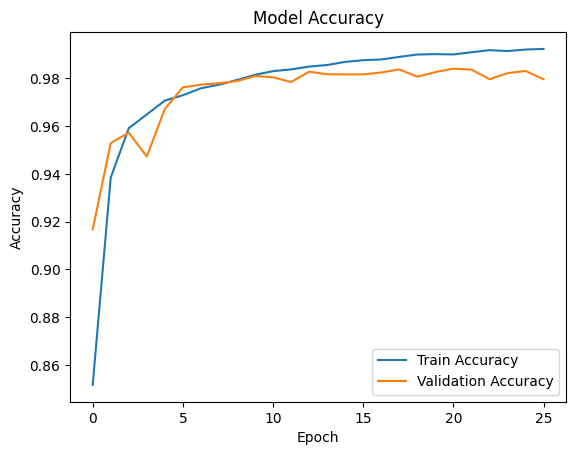 Model Accuracy
0.98
0.96
0.94
0.92
0.90
0.88
0.86
Accuracy
0 5 10 15 20 25
Epoch
Train Accuracy
Validation Accuracy